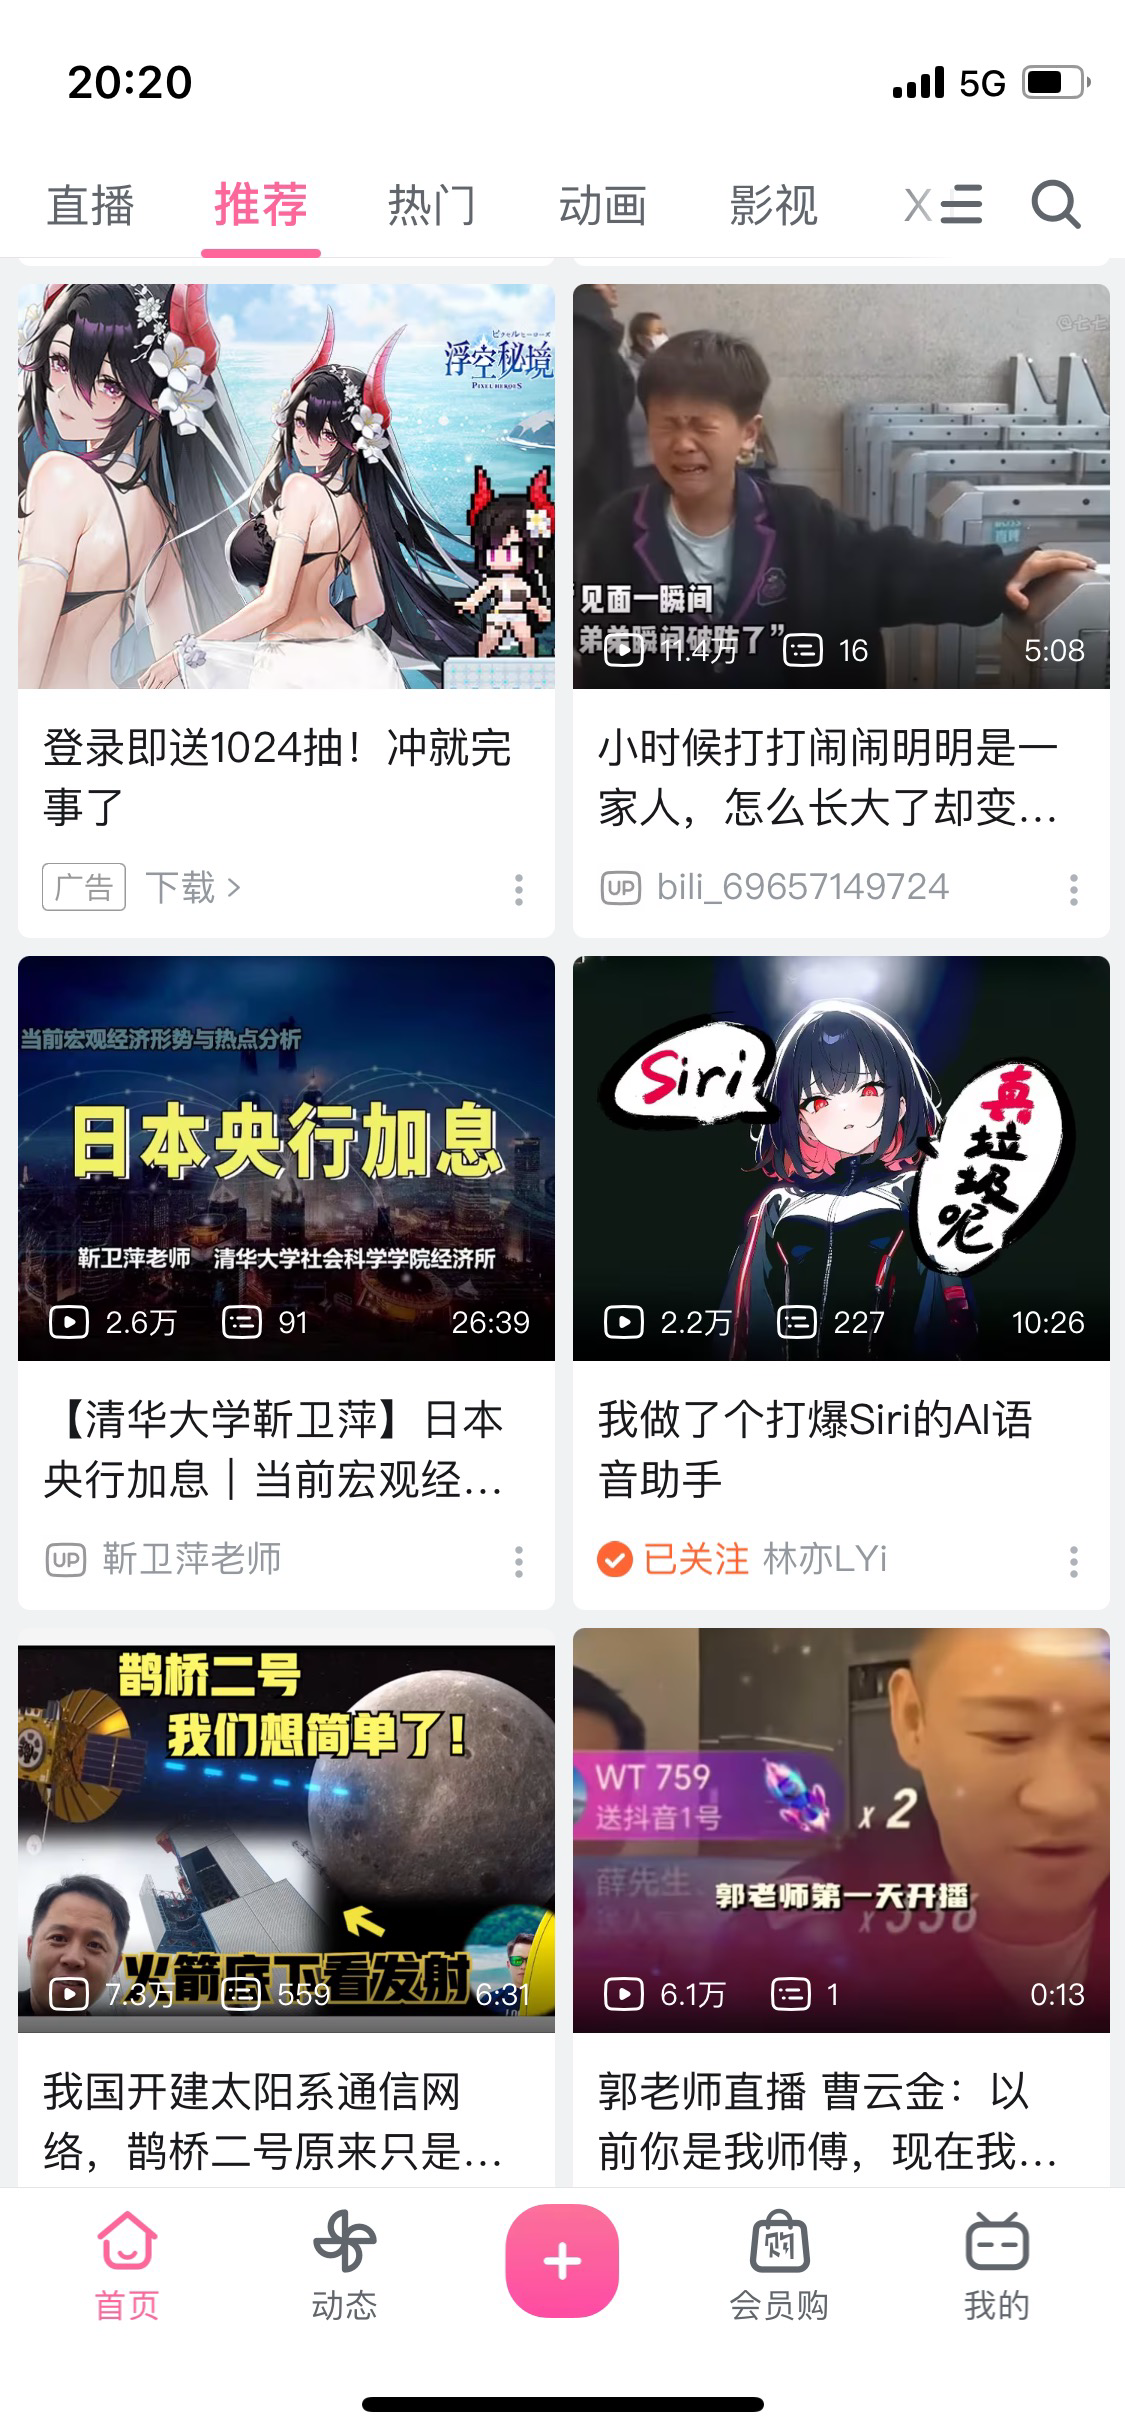 20:20
5G
直播
推荐
热门
动画
影视
浮空秘境
PIXEL HEROES
登录即送1024抽！冲就完
事了
广告
下载
@七七
见面一瞬间
弟弟瞬间破防了”
11.4万
16
5:08
小时候打打闹闹明明是一
家人，怎么长大了却变...
UP
bili_69657149724
当前宏观经济形势与热点分析
日本央行加息
靳卫萍老师 清华大学社会科学学院经济所
2.6万
91
26:39
【清华大学靳卫萍】日本
央行加息｜当前宏观经...
UP
靳卫萍老师
Siri?
真
垃
圾
呢
2.2万
227
10:26
我做了个打爆Siri的AI语
音助手
已关注 林亦LYi
鹊桥二号
我们想简单了！
火箭底下看发射
7.3万
559
6:31
我国开建太阳系通信网
络，鹊桥二号原来只是...
WT 759
送抖音1号
x 2
薛先生
郭老师第一天开播
6.1万
1
0:13
郭老师直播 曹云金：以
前你是我师傅，现在我...
首页
动态
会员购
我的